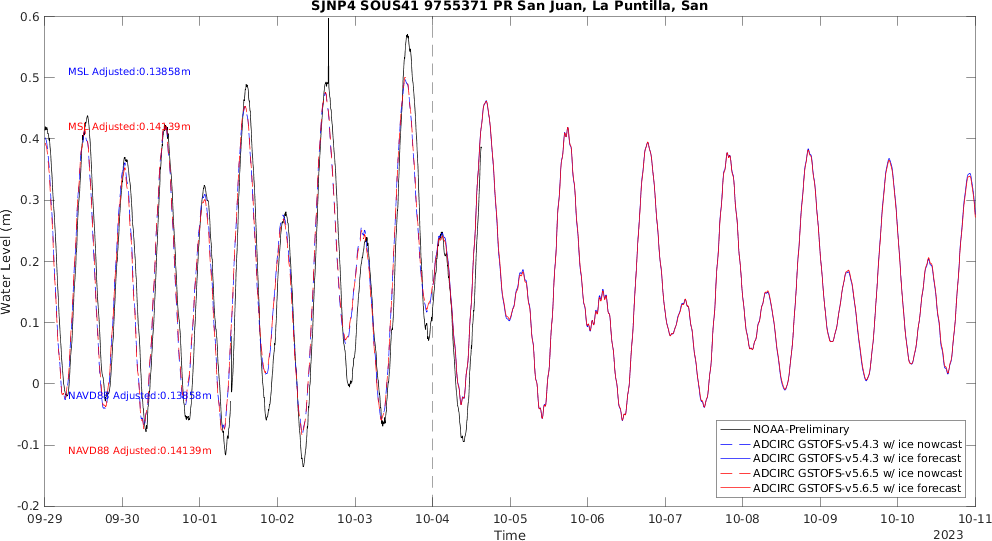 SJNP4 SOUS41 9755371 PR San Juan, La Puntilla, San
0.6
0.5
0.4
0.3
0.2
0.1
0
-0.1
-0.2
Water Level (m)
MSL Adjusted:0.13858m
MSL Adjusted:0.14139m
NAVD88 Adjusted:0.13858m
NAVD88 Adjusted:0.14139m
NOAA-Preliminary
ADCIRC GSTOFS-v5.4.3 w/ ice nowcast
ADCIRC GSTOFS-v5.4.3 w/ ice forecast
ADCIRC GSTOFS-v5.6.5 w/ ice nowcast
ADCIRC GSTOFS-v5.6.5 w/ ice forecast
09-29 09-30 10-01 10-02 10-03 10-04 10-05 10-06 10-07 10-08 10-09 10-10 10-11
Time
2023